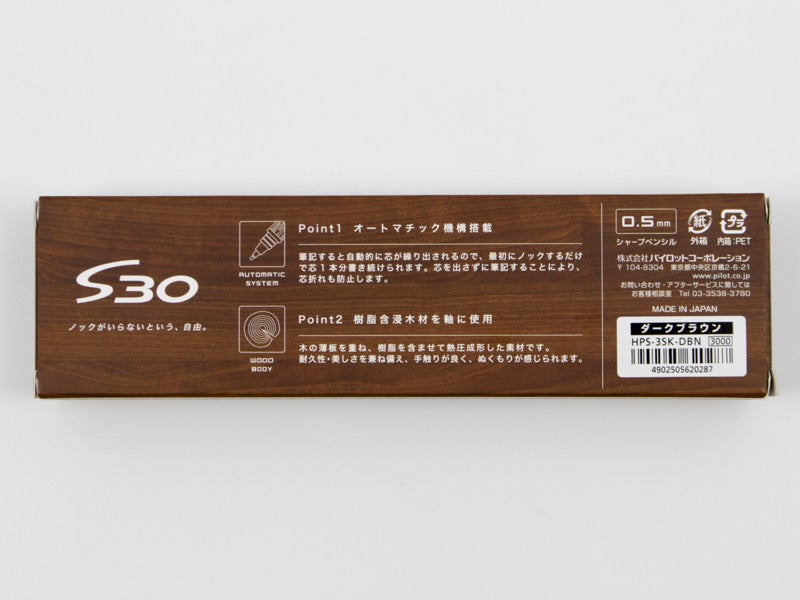 S30
ノックがいらないという、自由。
AUTOMATIC
SYSTEM
Point1 オートマチック機構搭載
筆記すると自動的に芯が繰り出されるので、最初にノックするだけ
で芯1本分書き続けられます。芯を出さずに筆記することにより、
芯折れも防止します。
WOOD
BODY
Point2 樹脂含浸木材を軸に使用
木の薄板を重ね、樹脂を含ませて熱圧成形した素材です。
耐久性・美しさを兼ね備え、手触りが良く、ぬくもりが感じられます。
0.5mm
シャープペンシル
紙
外箱
プラ
内箱:PET
株式会社パイロットコーポレーション
〒104-8304 東京都中央区京橋2-6-21
www.pilot.co.jp
お問い合わせ・アフターサービスに関しては
お客様相談室 Tel 03-3538-3780
MADE IN JAPAN
ダークブラウン
HPS-3SK-DBN 3000
4902505620287